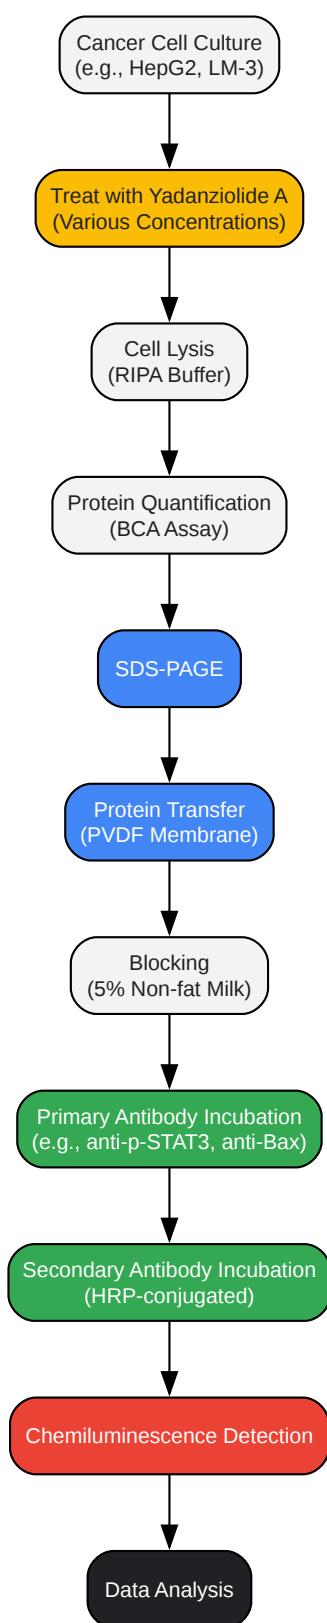 Cancer Cell Culture
(e.g., HepG2, LM-3)
Treat with Yadanziolide A
(Various Concentrations)
Cell Lysis
(RIPA Buffer)
Protein Quantification
(BCA Assay)
SDS-PAGE
Protein Transfer
(PVDF Membrane)
Blocking
(5% Non-fat Milk)
Primary Antibody Incubation
(e.g., anti-p-STAT3, anti-Bax)
Secondary Antibody Incubation
(HRP-conjugated)
Chemiluminescence Detection
Data Analysis